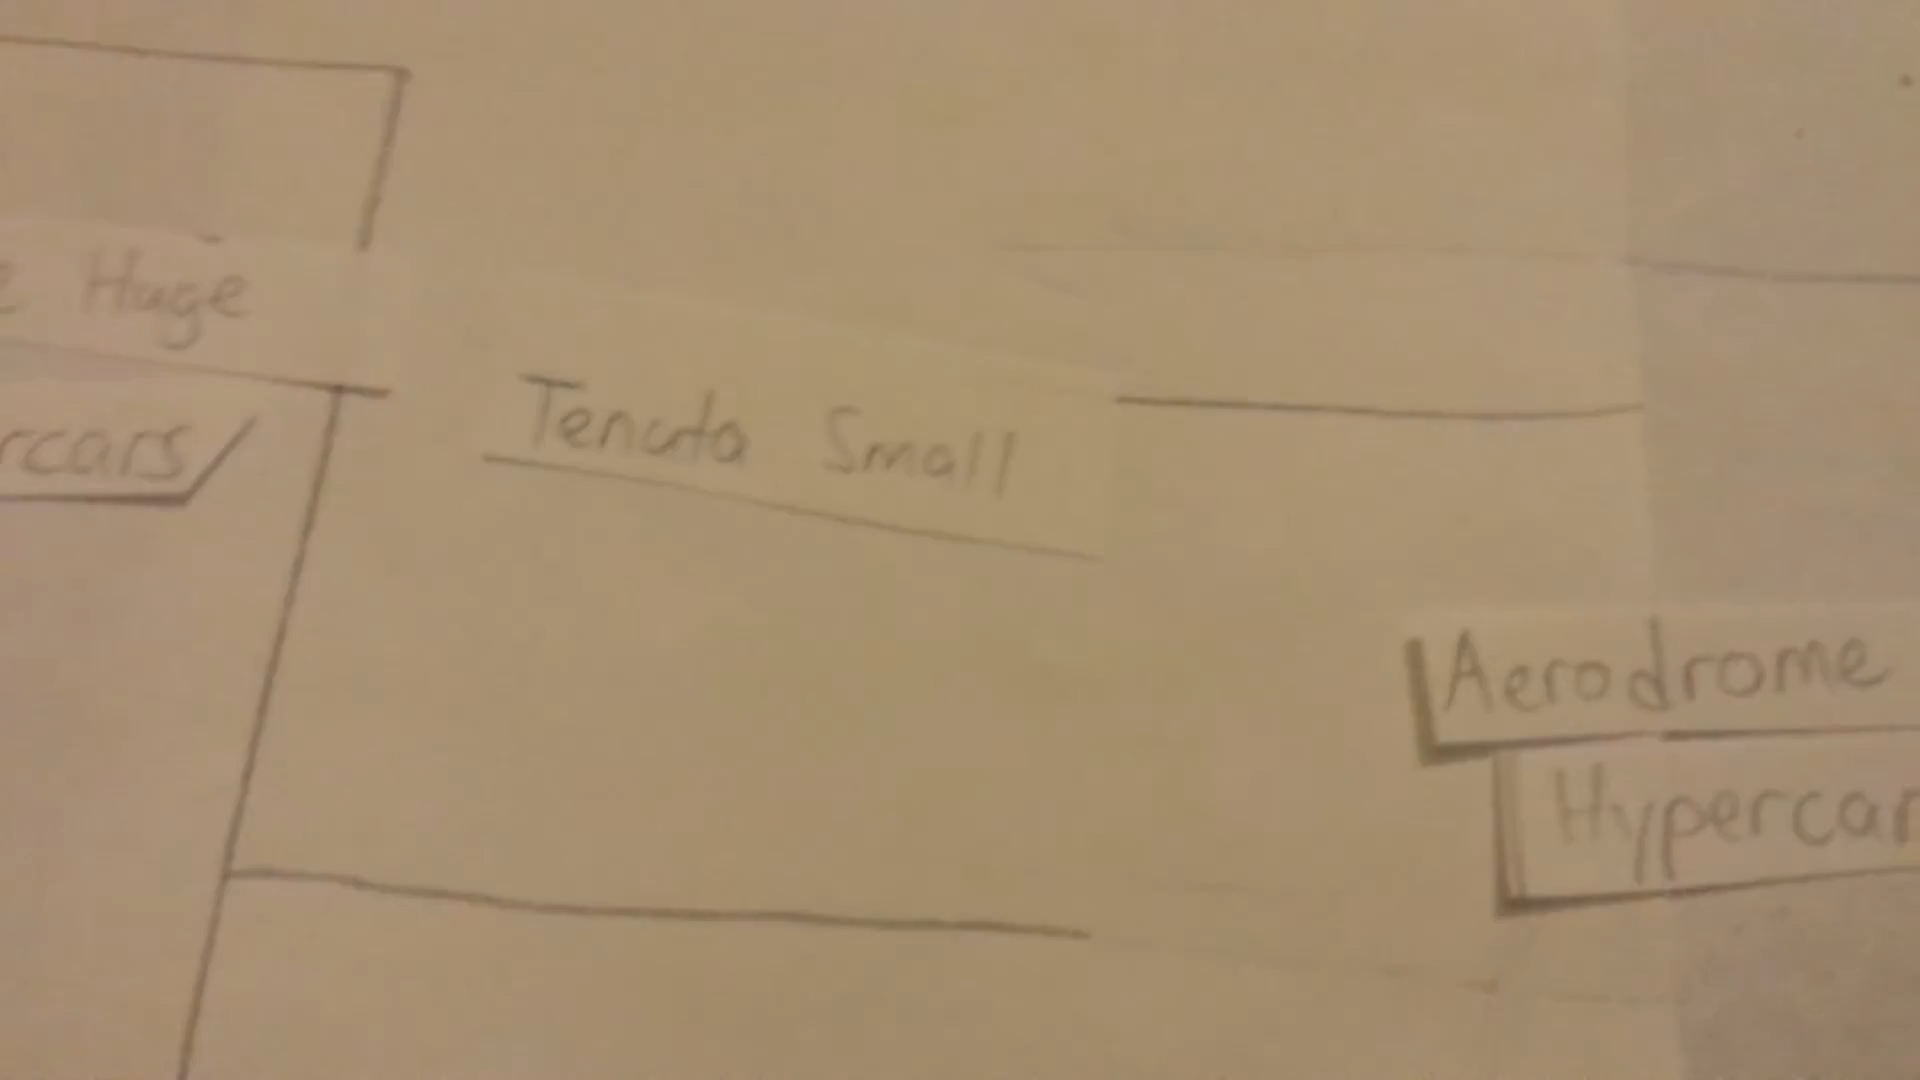 Huge
rcars
Tenuta Small
Aerodrome
Hypercar